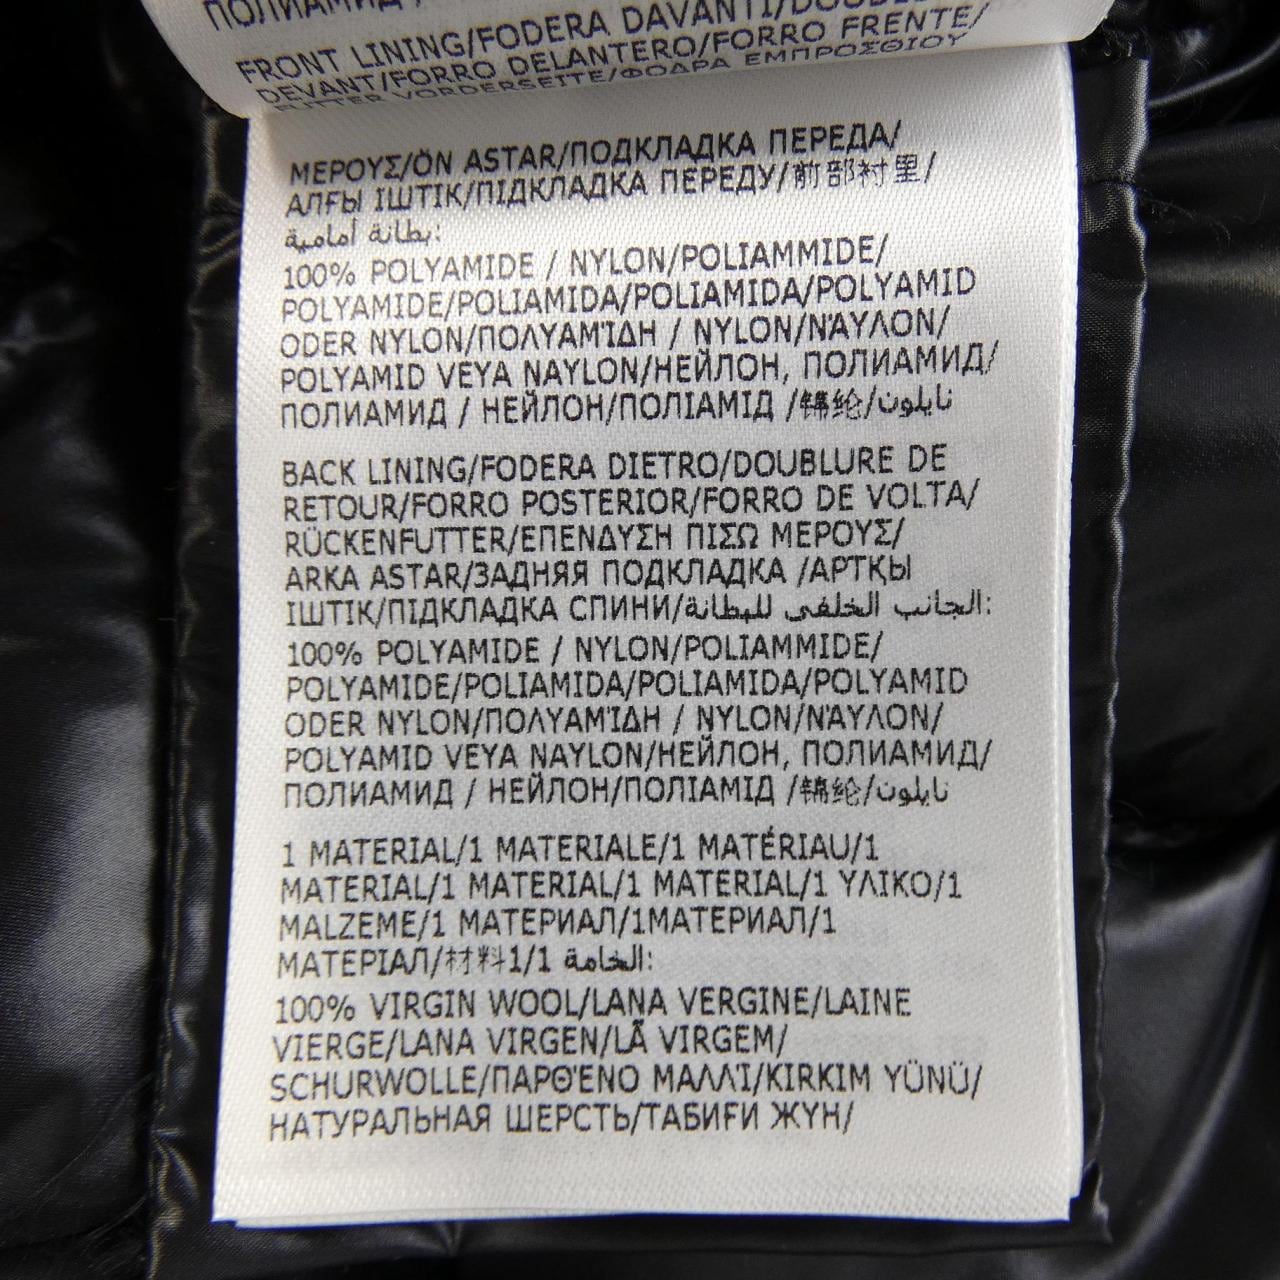 FRONT LINING/FODERA DAVANTI/
DEVANT/FORRO DELANTERO/FORRO FRENTE/
FUTTER VORDERSEITE/ΦΟΔΡΑ ΕΜΠΡΟΣΘΙΟΥ
ΜΕΡΟΥΣ/ÖN ASTAR/ПОДКЛАДКА ПЕРЕДА/
АЛҒЫ ІШТІК/ПІДКЛАДКА ПЕРЕДУ/前部衬里/
بطانة أمامية:
100% POLYAMIDE / NYLON/POLIAMMIDE/
POLYAMIDE/POLIAMIDA/POLIAMIDA/POLYAMID
ODER NYLON/ΠΟΛΥΑΜΊΔΗ / NYLON/ΝΆΥΛΟΝ/
POLYAMID VEYA NAYLON/НЕЙЛОН, ПОЛИАМИД/
ПОЛИАМИД / НЕЙЛОН/ПОЛІАМІД /锦纶/نايلون
BACK LINING/FODERA DIETRO/DOUBLURE DE
RETOUR/FORRO POSTERIOR/FORRO DE VOLTA/
RÜCKENFUTTER/ΕΠΕΝΔΥΣΗ ΠΙΣΩ ΜΕΡΟΥΣ/
ARKA ASTAR/ЗАДНЯЯ ПОДКЛАДКА /АРТҚЫ
ІШТІК/ПІДКЛАДКА СПИНИ/الجانب الخلفي للبطانة:
100% POLYAMIDE / NYLON/POLIAMMIDE/
POLYAMIDE/POLIAMIDA/POLIAMIDA/POLYAMID
ODER NYLON/ΠΟΛΥΑΜΊΔΗ / NYLON/ΝΆΥΛΟΝ/
POLYAMID VEYA NAYLON/НЕЙЛОН, ПОЛИАМИД/
ПОЛИАМИД / НЕЙЛОН/ПОЛІАМІД /锦纶/نايلون
1 MATERIAL/1 MATERIALE/1 MATÉRIAU/1
MATERIAL/1 MATERIAL/1 MATERIAL/1 ΥΛΙΚΟ/1
MALZEME/1 МАТЕРИАЛ/1МАТЕРИАЛ/1
МАТЕРІАЛ/材料1/1 الخامة:
100% VIRGIN WOOL/LANA VERGINE/LAINE
VIERGE/LANA VIRGEN/LÃ VIRGEM/
SCHURWOLLE/ΠΑΡΘΈΝΟ ΜΑΛΛΊ/KIRKIM YÜNÜ/
НАТУРАЛЬНАЯ ШЕРСТЬ/ТАБИҒИ ЖҮН/